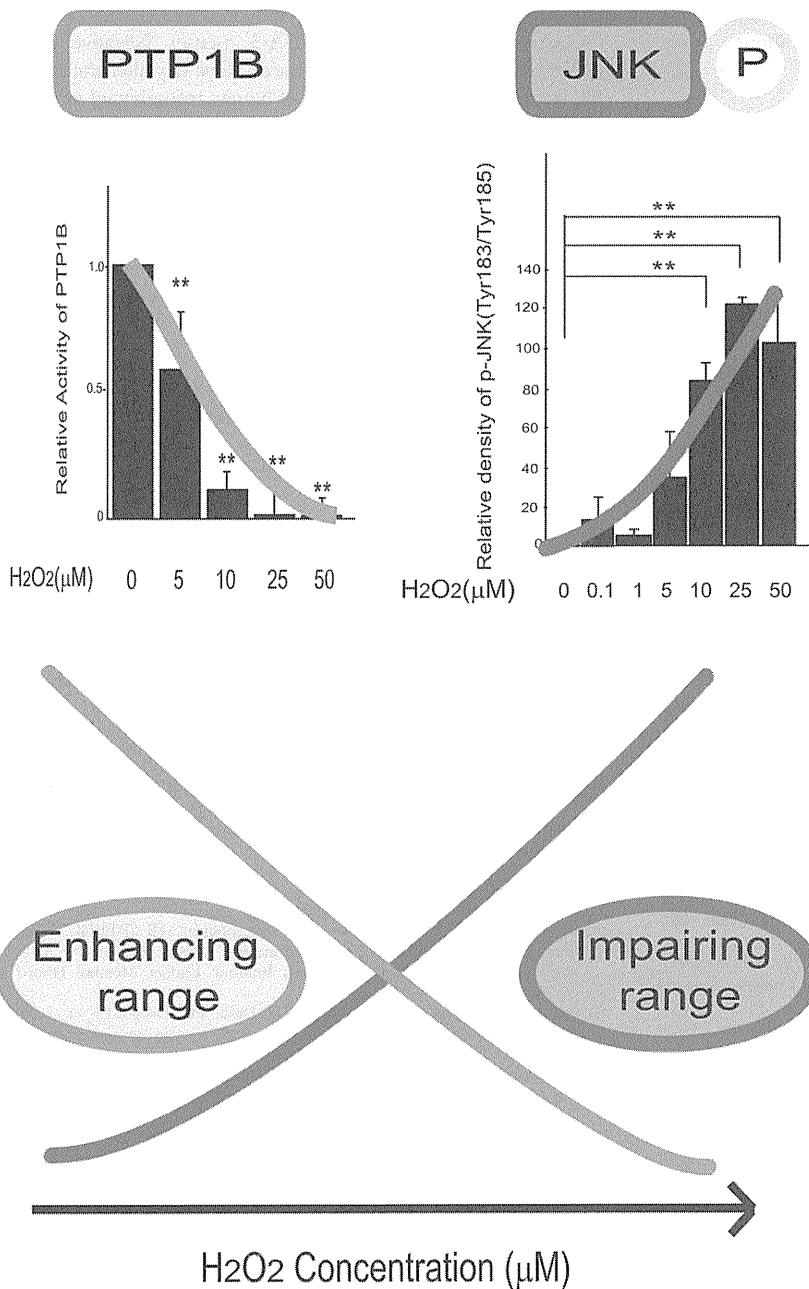 PTP1B
JNK P
Relative Activity of PTP1B
1.0
0.5
0
**
**
**
**
H2O2(μM) 0 5 10 25 50
Relative density of p-JNK(Tyr183/Tyr185)
**
**
**
140
120
100
80
60
40
20
0
H2O2(μM) 0 0.1 1 5 10 25 50
Enhancing
range
Impairing
range
H2O2 Concentration (μM)